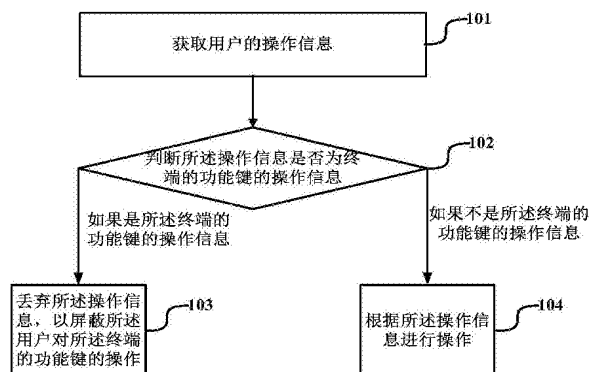 获取用户的操作信息
101
判断所述操作信息是否为终
端的功能键的操作信息
102
如果是所述终端的
功能键的操作信息
如果不是所述终端的
功能键的操作信息
丢弃所述操作信
息，以屏蔽所述
用户对所述终端
的功能键的操作
103
根据所述操作信
息进行操作
104